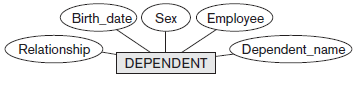 Birth_date Sex Employee
Relationship Dependent_name
DEPENDENT